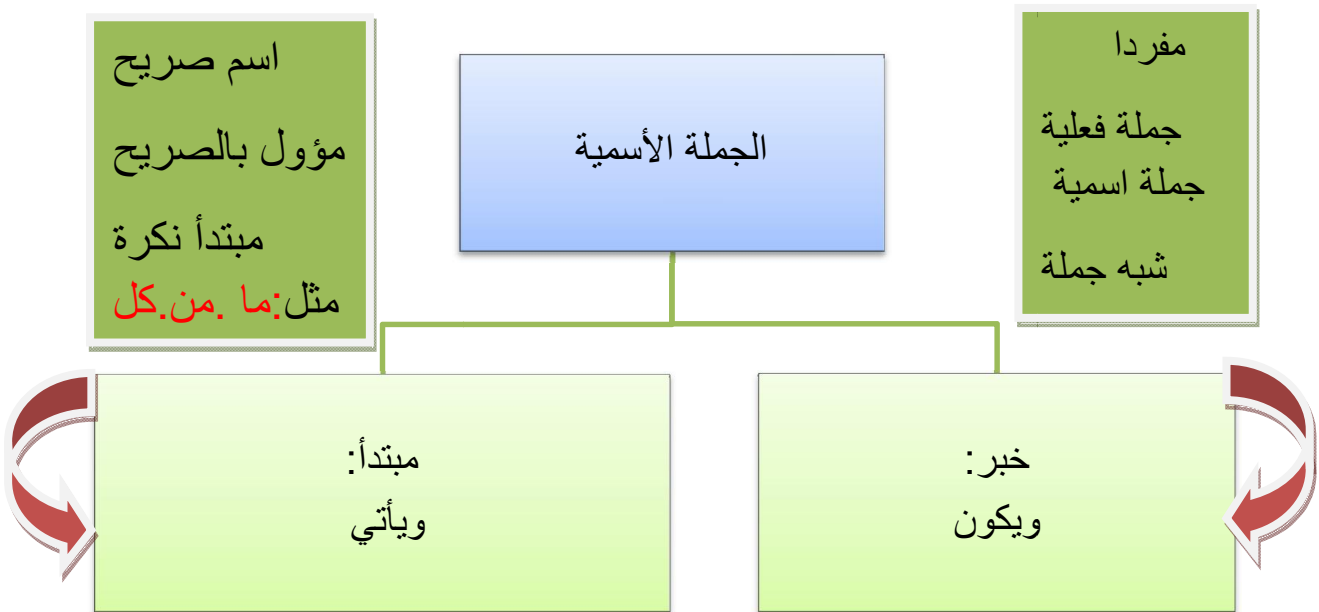 الجملة الأسمية
مفردا
جملة فعلية
جملة اسمية
شبه جملة
خبر:
ويكون
اسم صريح
مؤول بالصريح
مبتدأ نكرة
مثل:ما .من.كل
مبتدأ:
ويأتي